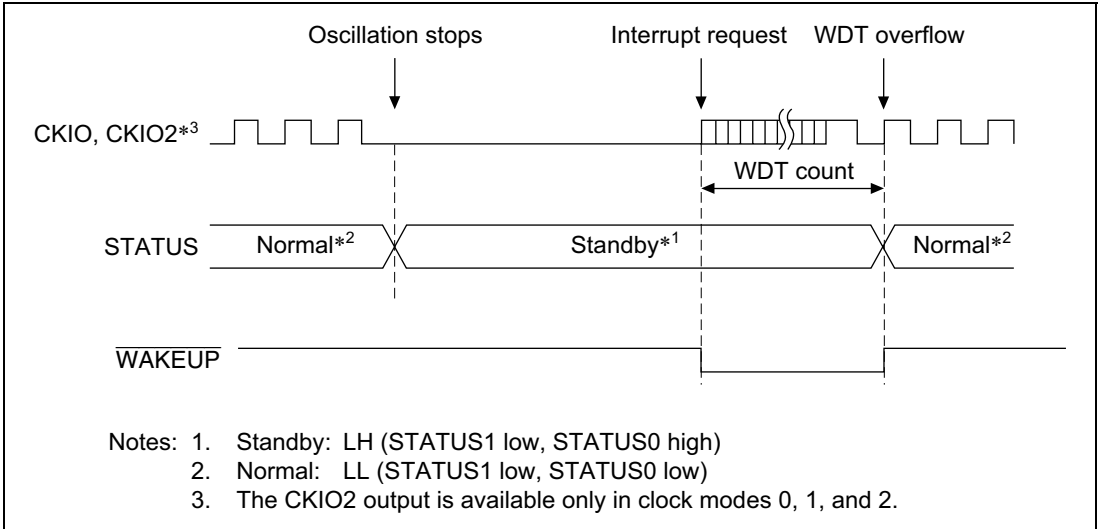 Oscillation stops Interrupt request WDT overflow
CKIO, CKIO2*3
WDT count
STATUS Normal*2 Standby*1 Normal*2
WAKEUP
Notes: 1. Standby: LH (STATUS1 low, STATUS0 high)
2. Normal: LL (STATUS1 low, STATUS0 low)
3. The CKIO2 output is available only in clock modes 0, 1, and 2.